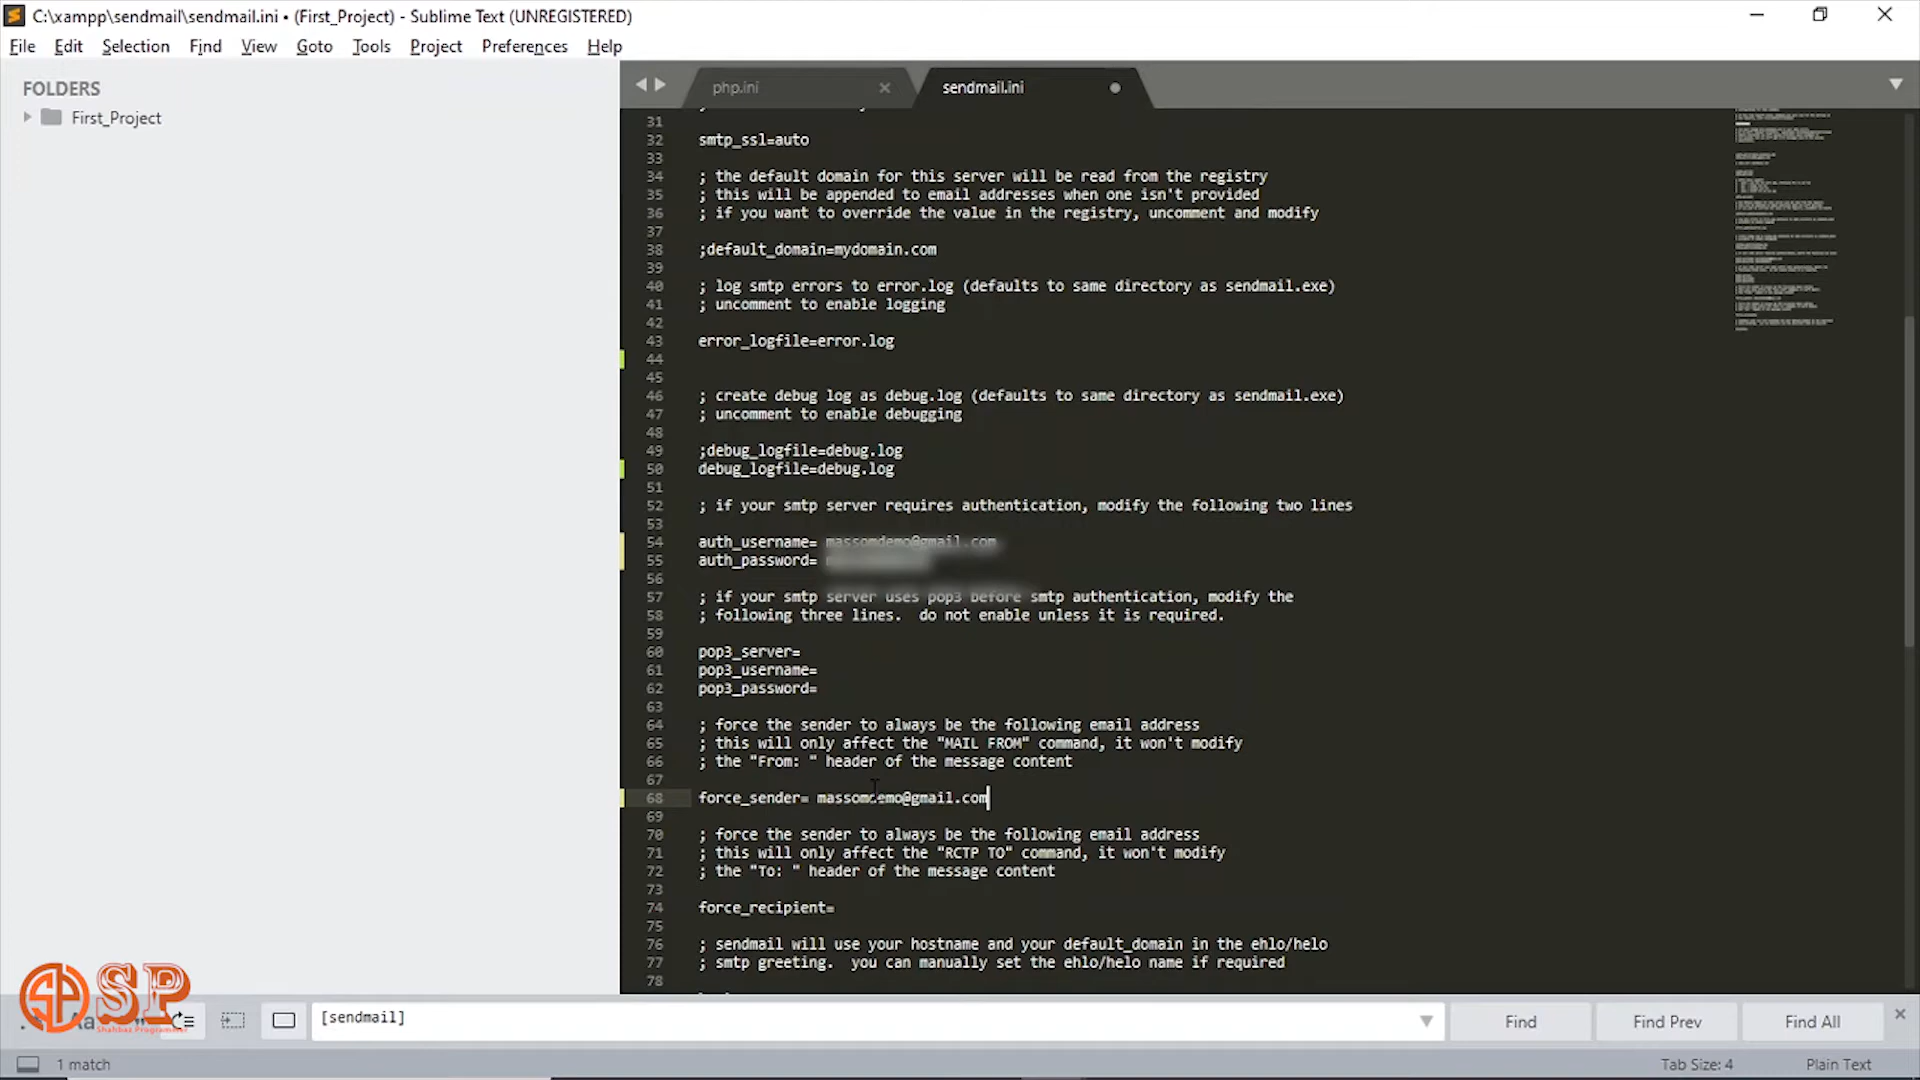 C:\xampp\sendmail\sendmail.ini • (First_Project) - Sublime Text (UNREGISTERED)
File Edit Selection Find View Goto Tools Project Preferences Help
FOLDERS
First_Project
php.ini
sendmail.ini
31
32 smtp_ssl=auto
33
34 ; the default domain for this server will be read from the registry
35 ; this will be appended to email addresses when one isn't provided
36 ; if you want to override the value in the registry, uncomment and modify
37
38 ;default_domain=mydomain.com
39
40 ; log smtp errors to error.log (defaults to same directory as sendmail.exe)
41 ; uncomment to enable logging
42
43 error_logfile=error.log
44
45
46 ; create debug log as debug.log (defaults to same directory as sendmail.exe)
47 ; uncomment to enable debugging
48
49 ;debug_logfile=debug.log
50 debug_logfile=debug.log
51
52 ; if your smtp server requires authentication, modify the following two lines
53
54 auth_username= massomdemo@gmail.com
55 auth_password=
56
57 ; if your smtp server uses pop3 before smtp authentication, modify the
58 ; following three lines.  do not enable unless it is required.
59
60 pop3_server=
61 pop3_username=
62 pop3_password=
63
64 ; force the sender to always be the following email address
65 ; this will only affect the "MAIL FROM" command, it won't modify
66 ; the "From: " header of the message content
67
68 force_sender= massomdemo@gmail.com
69
70 ; force the sender to always be the following email address
71 ; this will only affect the "RCTP TO" command, it won't modify
72 ; the "To: " header of the message content
73
74 force_recipient=
75
76 ; sendmail will use your hostname and your default_domain in the ehlo/helo
77 ; smtp greeting.  you can manually set the ehlo/helo name if required
78
SP
Shahbaz Programmer
[sendmail]
Find
Find Prev
Find All
1 match
Tab Size: 4
Plain Text